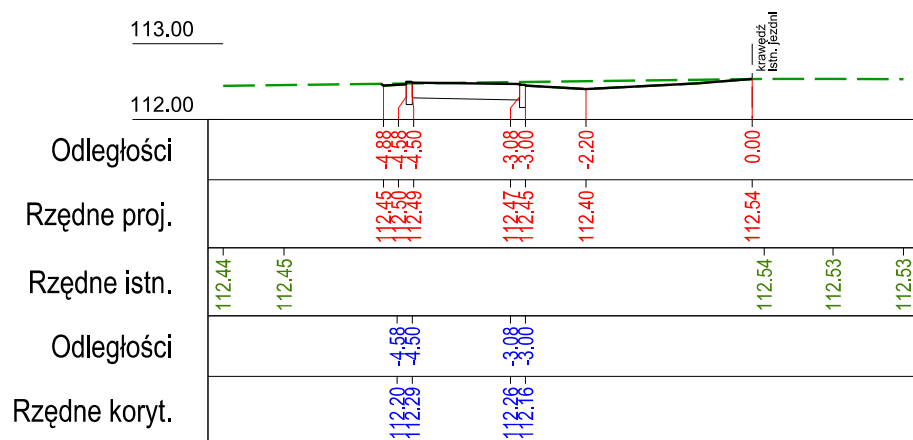 113.00
krawędź
istn. jezdni
112.00
Odległości
-4.88 -4.58 -4.50 -3.08 -3.00 -2.20 0.00
Rzędne proj.
112.45 112.50 112.49 112.47 112.45 112.40 112.54
Rzędne istn.
112.44 112.45 112.54 112.53 112.53
Odległości
-4.58 -4.50 -3.08 -3.00
Rzędne koryt.
112.20 112.29 112.26 112.16